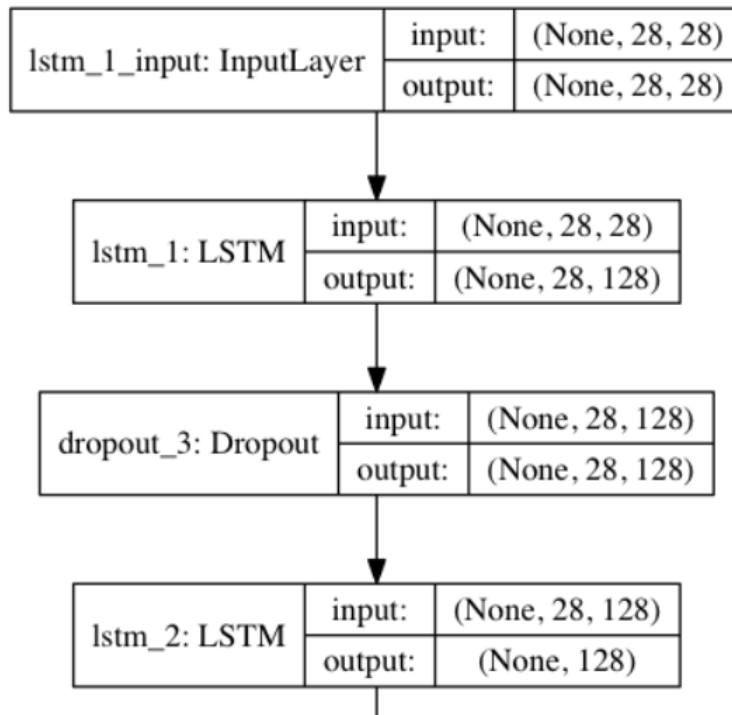 lstm_1_input: InputLayer
input: (None, 28, 28)
output: (None, 28, 28)
lstm_1: LSTM
input: (None, 28, 28)
output: (None, 28, 128)
dropout_3: Dropout
input: (None, 28, 128)
output: (None, 28, 128)
lstm_2: LSTM
input: (None, 28, 128)
output: (None, 128)